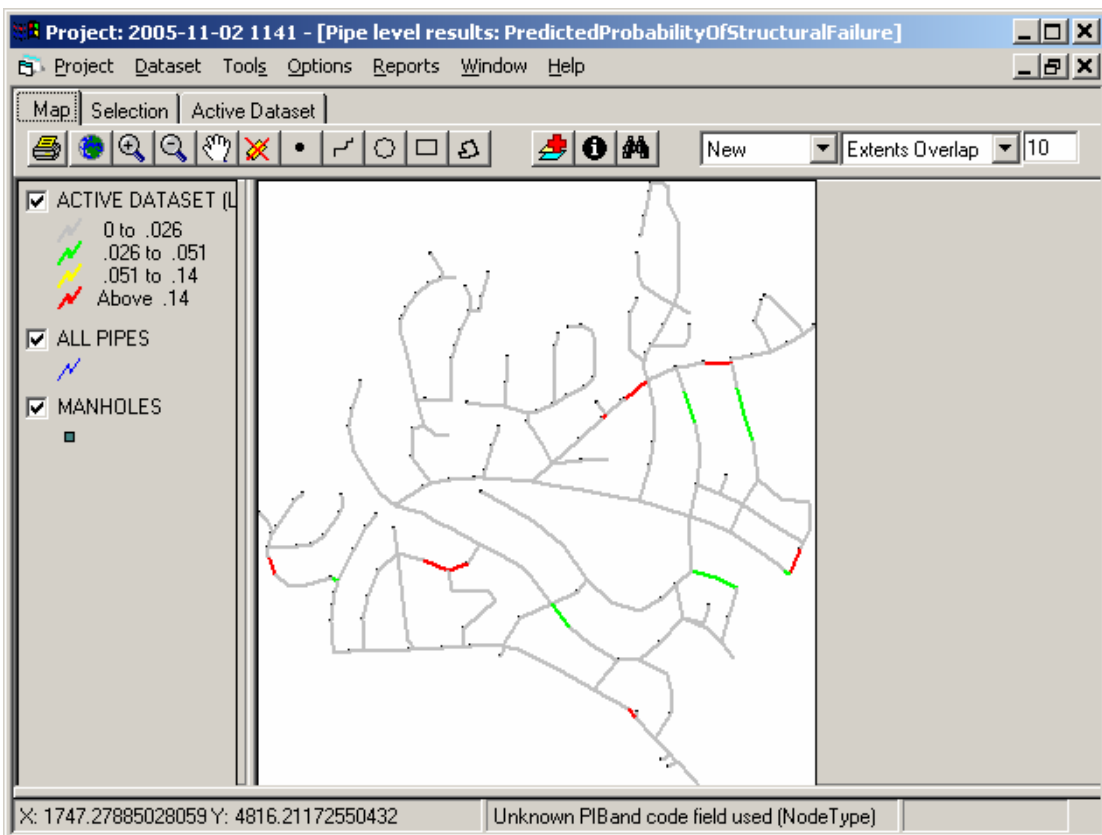 Project: 2005-11-02 1141 - [Pipe level results: PredictedProbabilityOfStructuralFailure]
Project Dataset Tools Options Reports Window Help
Map Selection Active Dataset
New Extents Overlap 10
ACTIVE DATASET (L
0 to .026
.026 to .051
.051 to .14
Above .14
ALL PIPES
MANHOLES
X: 1747.27885028059 Y: 4816.21172550432 Unknown PIBand code field used (NodeType)